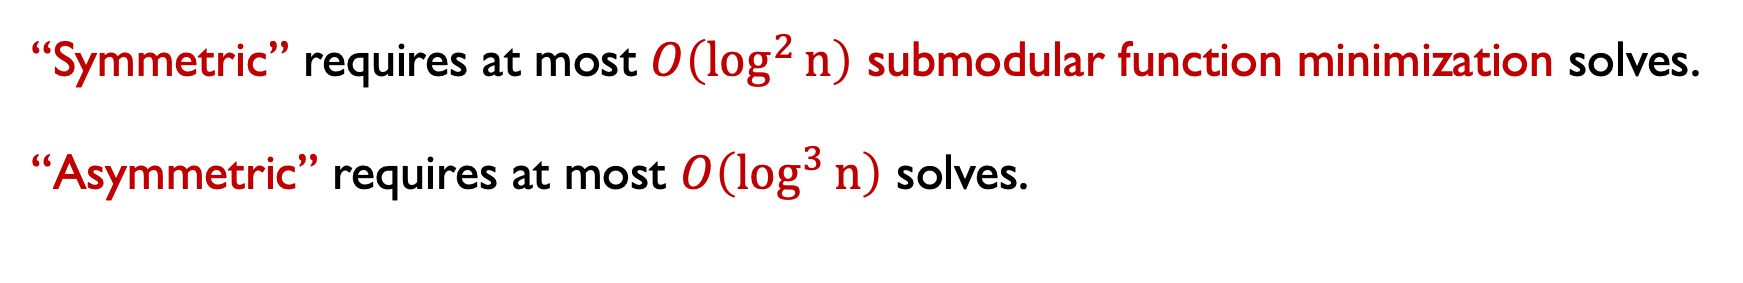 “Symmetric” requires at most O(log² n) submodular function minimization solves.
“Asymmetric” requires at most O(log³ n) solves.